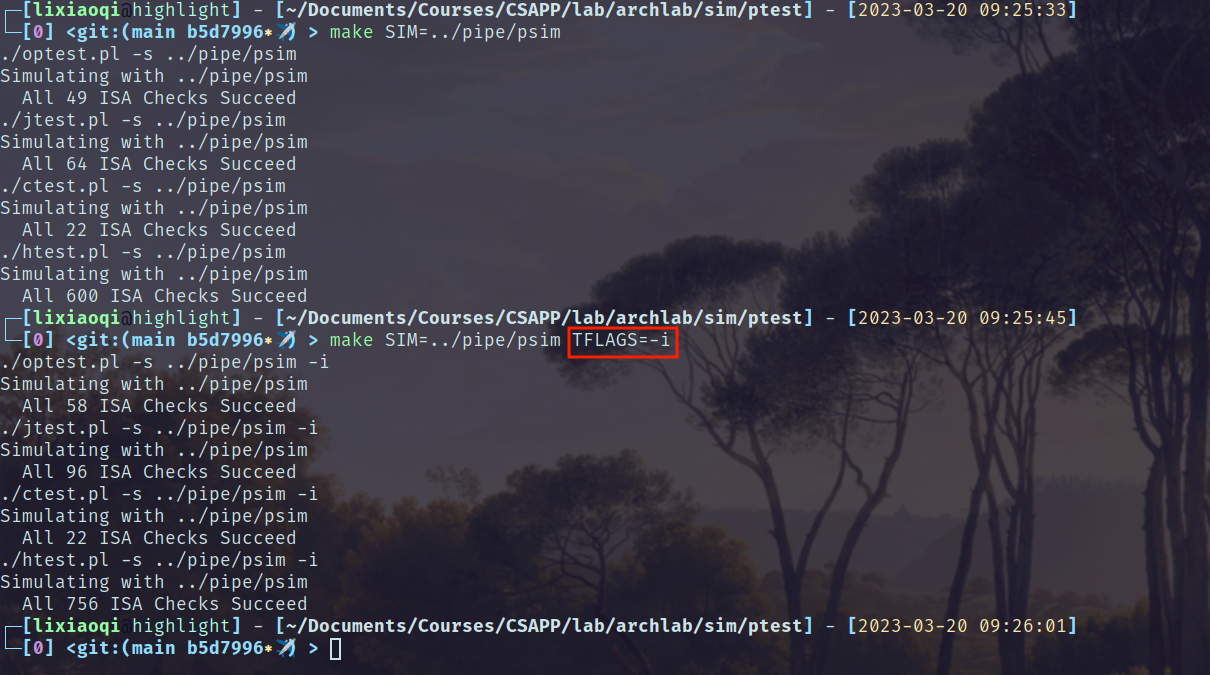 ┌─[lixiaoqi@highlight] - [~/Documents/Courses/CSAPP/lab/archlab/sim/ptest] - [2023-03-20 09:25:33]
└─[0] <git:(main b5d7996*✈) > make SIM=../pipe/psim
./optest.pl -s ../pipe/psim
Simulating with ../pipe/psim
  All 49 ISA Checks Succeed
./jtest.pl -s ../pipe/psim
Simulating with ../pipe/psim
  All 64 ISA Checks Succeed
./ctest.pl -s ../pipe/psim
Simulating with ../pipe/psim
  All 22 ISA Checks Succeed
./htest.pl -s ../pipe/psim
Simulating with ../pipe/psim
  All 600 ISA Checks Succeed
┌─[lixiaoqi@highlight] - [~/Documents/Courses/CSAPP/lab/archlab/sim/ptest] - [2023-03-20 09:25:45]
└─[0] <git:(main b5d7996*✈) > make SIM=../pipe/psim TFLAGS=-i
./optest.pl -s ../pipe/psim -i
Simulating with ../pipe/psim
  All 58 ISA Checks Succeed
./jtest.pl -s ../pipe/psim -i
Simulating with ../pipe/psim
  All 96 ISA Checks Succeed
./ctest.pl -s ../pipe/psim -i
Simulating with ../pipe/psim
  All 22 ISA Checks Succeed
./htest.pl -s ../pipe/psim -i
Simulating with ../pipe/psim
  All 756 ISA Checks Succeed
┌─[lixiaoqi@highlight] - [~/Documents/Courses/CSAPP/lab/archlab/sim/ptest] - [2023-03-20 09:26:01]
└─[0] <git:(main b5d7996*✈) >